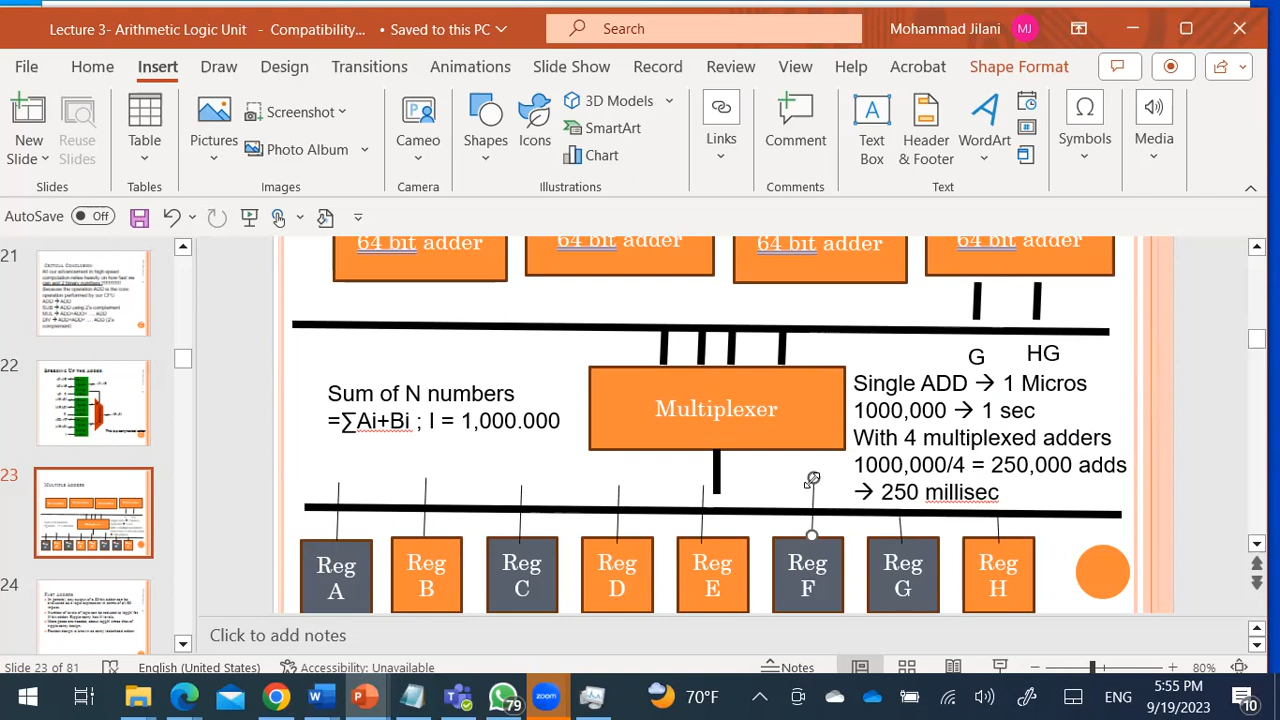 Lecture 3- Arithmetic Logic Unit - Compatibility... • Saved to this PC
Search
Mohammad Jilani MJ
File Home Insert Draw Design Transitions Animations Slide Show Record Review View Help Acrobat Shape Format
New Slide
Reuse Slides
Table
Pictures
Screenshot
Photo Album
Cameo
Shapes
Icons
3D Models
SmartArt
Chart
Links
Comment
Text Box
Header & Footer
WordArt
Symbols
Media
Slides Tables Images Camera Illustrations Comments Text
AutoSave Off
21
22
23
24
64 bit adder 64 bit adder 64 bit adder 64 bit adder
G HG
Sum of N numbers
=∑Ai+Bi ; I = 1,000.000
Multiplexer
Single ADD → 1 Micros
1000,000 → 1 sec
With 4 multiplexed adders
1000,000/4 = 250,000 adds
→ 250 millisec
Reg A
Reg B
Reg C
Reg D
Reg E
Reg F
Reg G
Reg H
Click to add notes
Slide 23 of 81 English (United States) Accessibility: Unavailable Notes 80%
79 zoom 70°F ENG 5:55 PM
9/19/2023 10